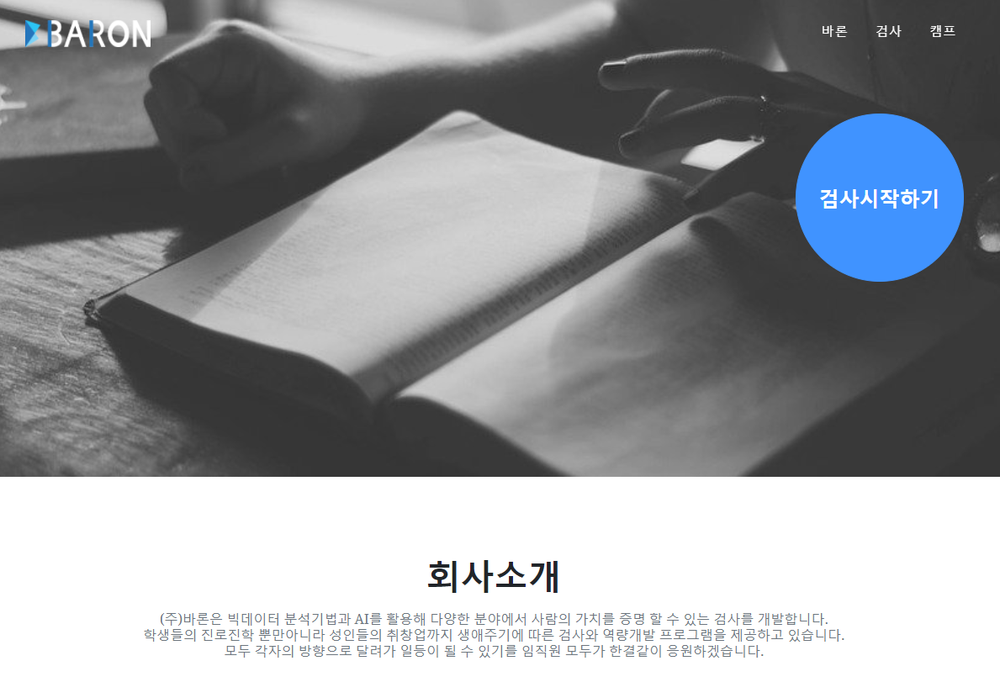 BARON
바론 검사 캠프
검사시작하기
회사소개
(주)바론은 빅데이터 분석기법과 AI를 활용해 다양한 분야에서 사람의 가치를 증명 할 수 있는 검사를 개발합니다.
학생들의 진로진학 뿐만아니라 성인들의 취창업까지 생애주기에 따른 검사와 역량개발 프로그램을 제공하고 있습니다.
모두 각자의 방향으로 달려가 일등이 될 수 있기를 임직원 모두가 한결같이 응원하겠습니다.